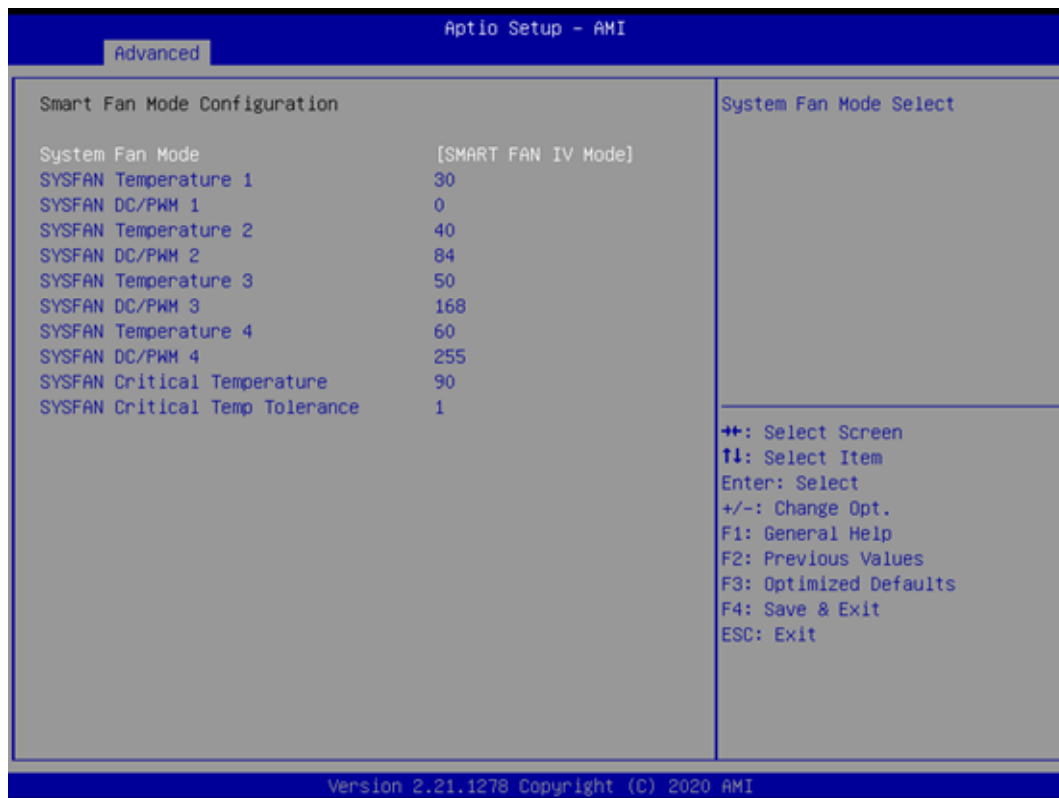 Aptio Setup – AMI
Advanced
Smart Fan Mode Configuration
System Fan Mode [SMART FAN IV Mode]
SYSFAN Temperature 1 30
SYSFAN DC/PWM 1 0
SYSFAN Temperature 2 40
SYSFAN DC/PWM 2 84
SYSFAN Temperature 3 50
SYSFAN DC/PWM 3 168
SYSFAN Temperature 4 60
SYSFAN DC/PWM 4 255
SYSFAN Critical Temperature 90
SYSFAN Critical Temp Tolerance 1
System Fan Mode Select
→←: Select Screen
↑↓: Select Item
Enter: Select
+/-: Change Opt.
F1: General Help
F2: Previous Values
F3: Optimized Defaults
F4: Save & Exit
ESC: Exit
Version 2.21.1278 Copyright (C) 2020 AMI